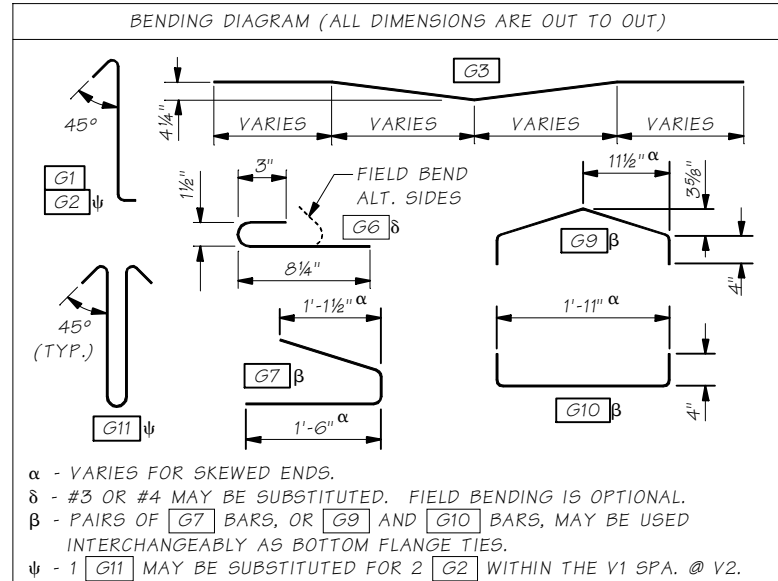 BENDING DIAGRAM (ALL DIMENSIONS ARE OUT TO OUT)
G3
4¼"
VARIES
VARIES
VARIES
VARIES
45°
G1
G2 ψ
3"
1½"
FIELD BEND
ALT. SIDES
G6 δ
8¼"
11½" α
3⅝"
G9 β
4"
45°
(TYP.)
G11 ψ
1'-1½" α
G7 β
1'-6" α
1'-11" α
4"
G10 β
α - VARIES FOR SKEWED ENDS.
δ - #3 OR #4 MAY BE SUBSTITUTED. FIELD BENDING IS OPTIONAL.
β - PAIRS OF G7 BARS, OR G9 AND G10 BARS, MAY BE USED
INTERCHANGEABLY AS BOTTOM FLANGE TIES.
ψ - 1 G11 MAY BE SUBSTITUTED FOR 2 G2 WITHIN THE V1 SPA. @ V2.